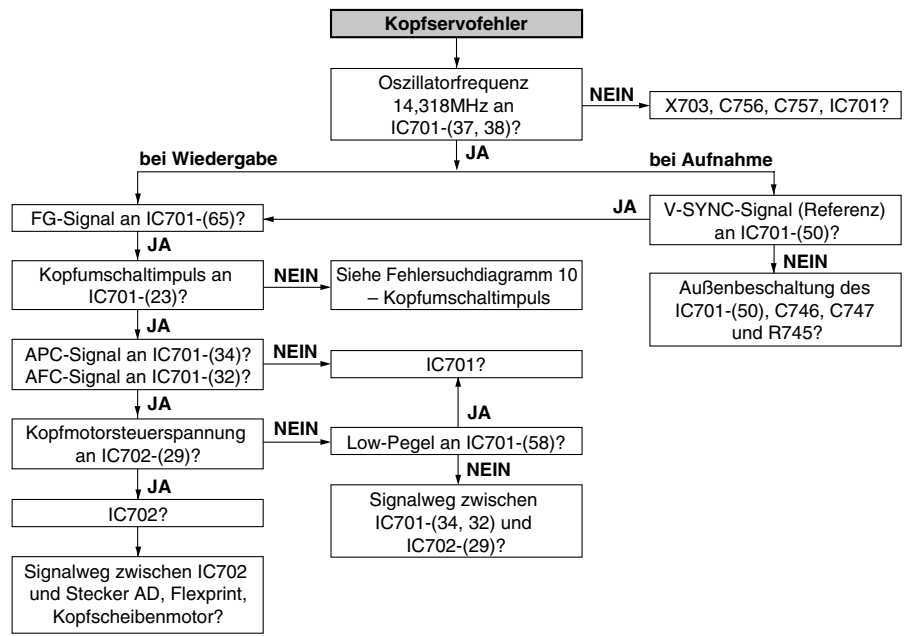 Kopfservofehler
Oszillatorfrequenz
14,318MHz an
IC701-(37, 38)?
NEIN
X703, C756, C757, IC701?
JA
bei Wiedergabe
bei Aufnahme
FG-Signal an IC701-(65)?
JA
V-SYNC-Signal (Referenz)
an IC701-(50)?
JA
NEIN
Kopfumschaltimpuls an
IC701-(23)?
NEIN
Siehe Fehlersuchdiagramm 10
– Kopfumschaltimpuls
Außenbeschaltung des
IC701-(50), C746, C747
und R745?
JA
APC-Signal an IC701-(34)?
AFC-Signal an IC701-(32)?
NEIN
IC701?
JA
JA
Kopfmotorsteuerspannung
an IC702-(29)?
NEIN
Low-Pegel an IC701-(58)?
JA
NEIN
IC702?
Signalweg zwischen
IC701-(34, 32) und
IC702-(29)?
Signalweg zwischen IC702
und Stecker AD, Flexprint,
Kopfscheibenmotor?